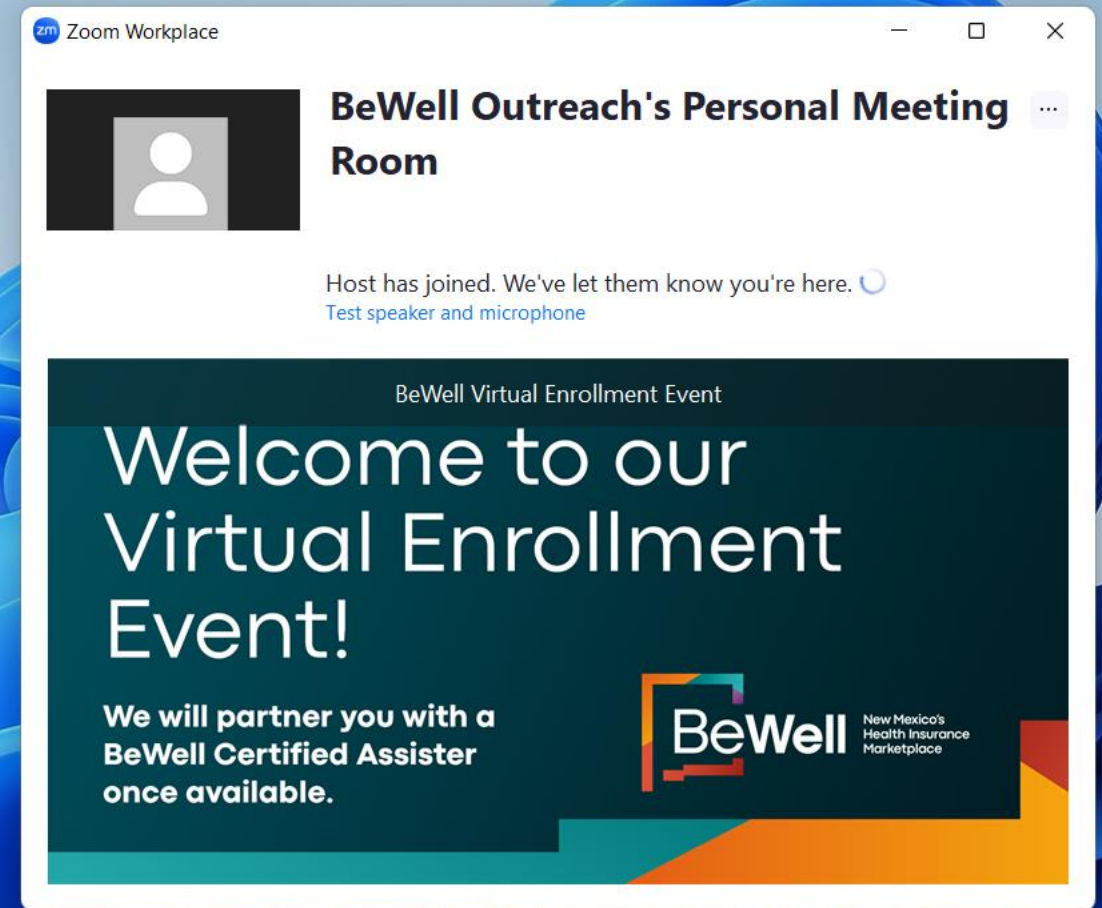 zm Zoom Workplace
BeWell Outreach's Personal Meeting
Room
Host has joined. We've let them know you're here.
Test speaker and microphone
BeWell Virtual Enrollment Event
Welcome to our
Virtual Enrollment
Event!
We will partner you with a
BeWell Certified Assister
once available.
BeWell
New Mexico's
Health Insurance
Marketplace